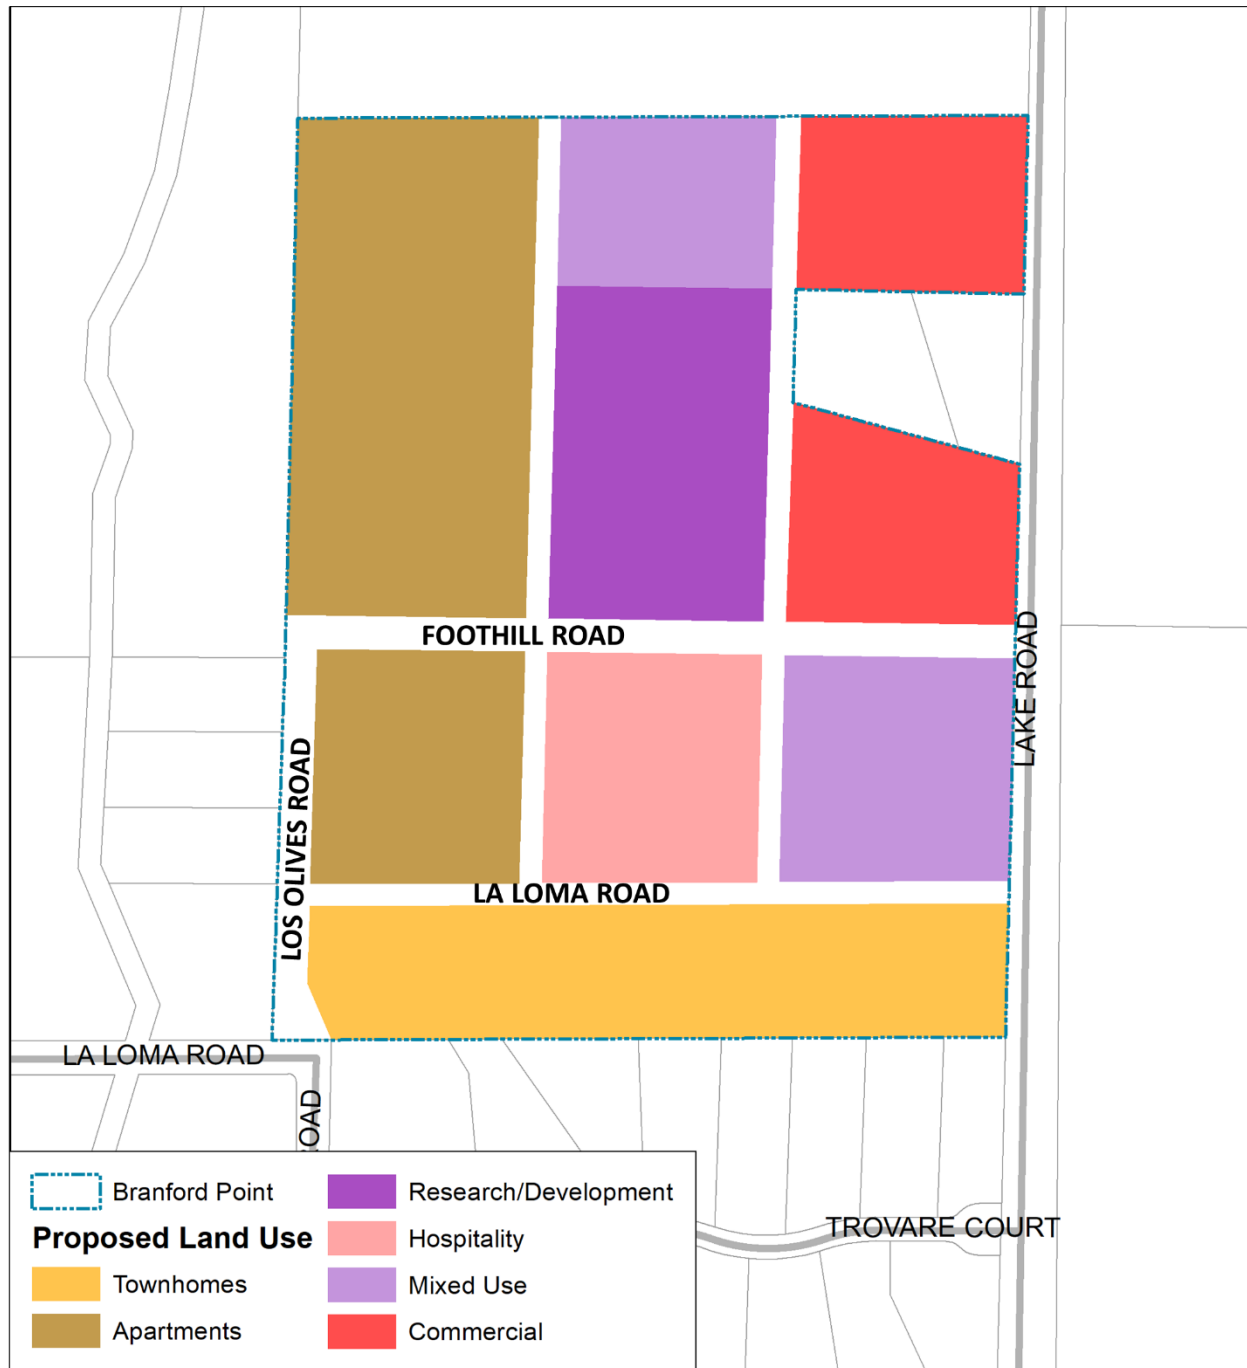 FOOTHILL ROAD
LAKE ROAD
LOS OLIVES ROAD
LA LOMA ROAD
LA LOMA ROAD
ROAD
TROVARE COURT
Branford Point
Proposed Land Use
Townhomes
Apartments
Research/Development
Hospitality
Mixed Use
Commercial